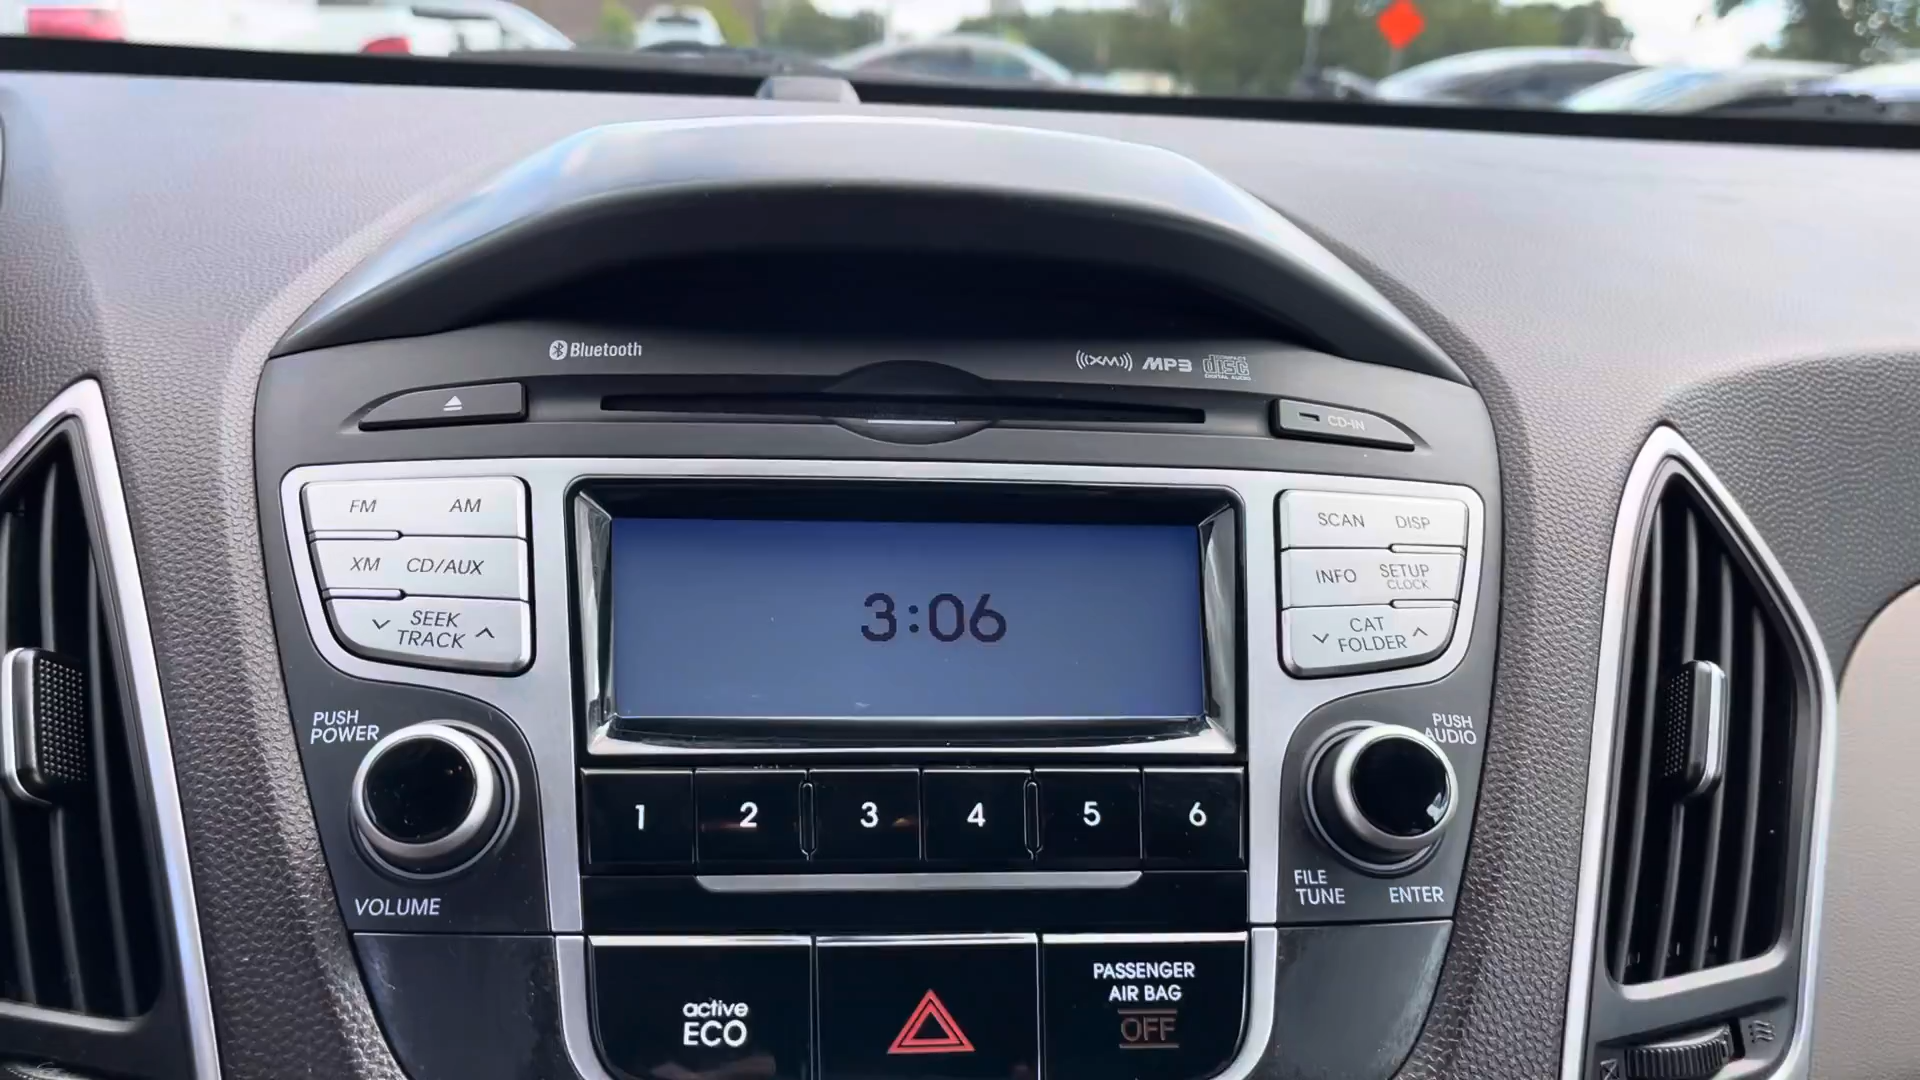 Bluetooth
XM MP3 COMPACT disc DIGITAL AUDIO
CD-IN
FM AM
XM CD/AUX
SEEK
TRACK
3:06
SCAN DISP
INFO SETUP
CLOCK
CAT
FOLDER
PUSH
POWER
VOLUME
1 2 3 4 5 6
PUSH
AUDIO
FILE
TUNE ENTER
active
ECO
PASSENGER
AIR BAG
OFF